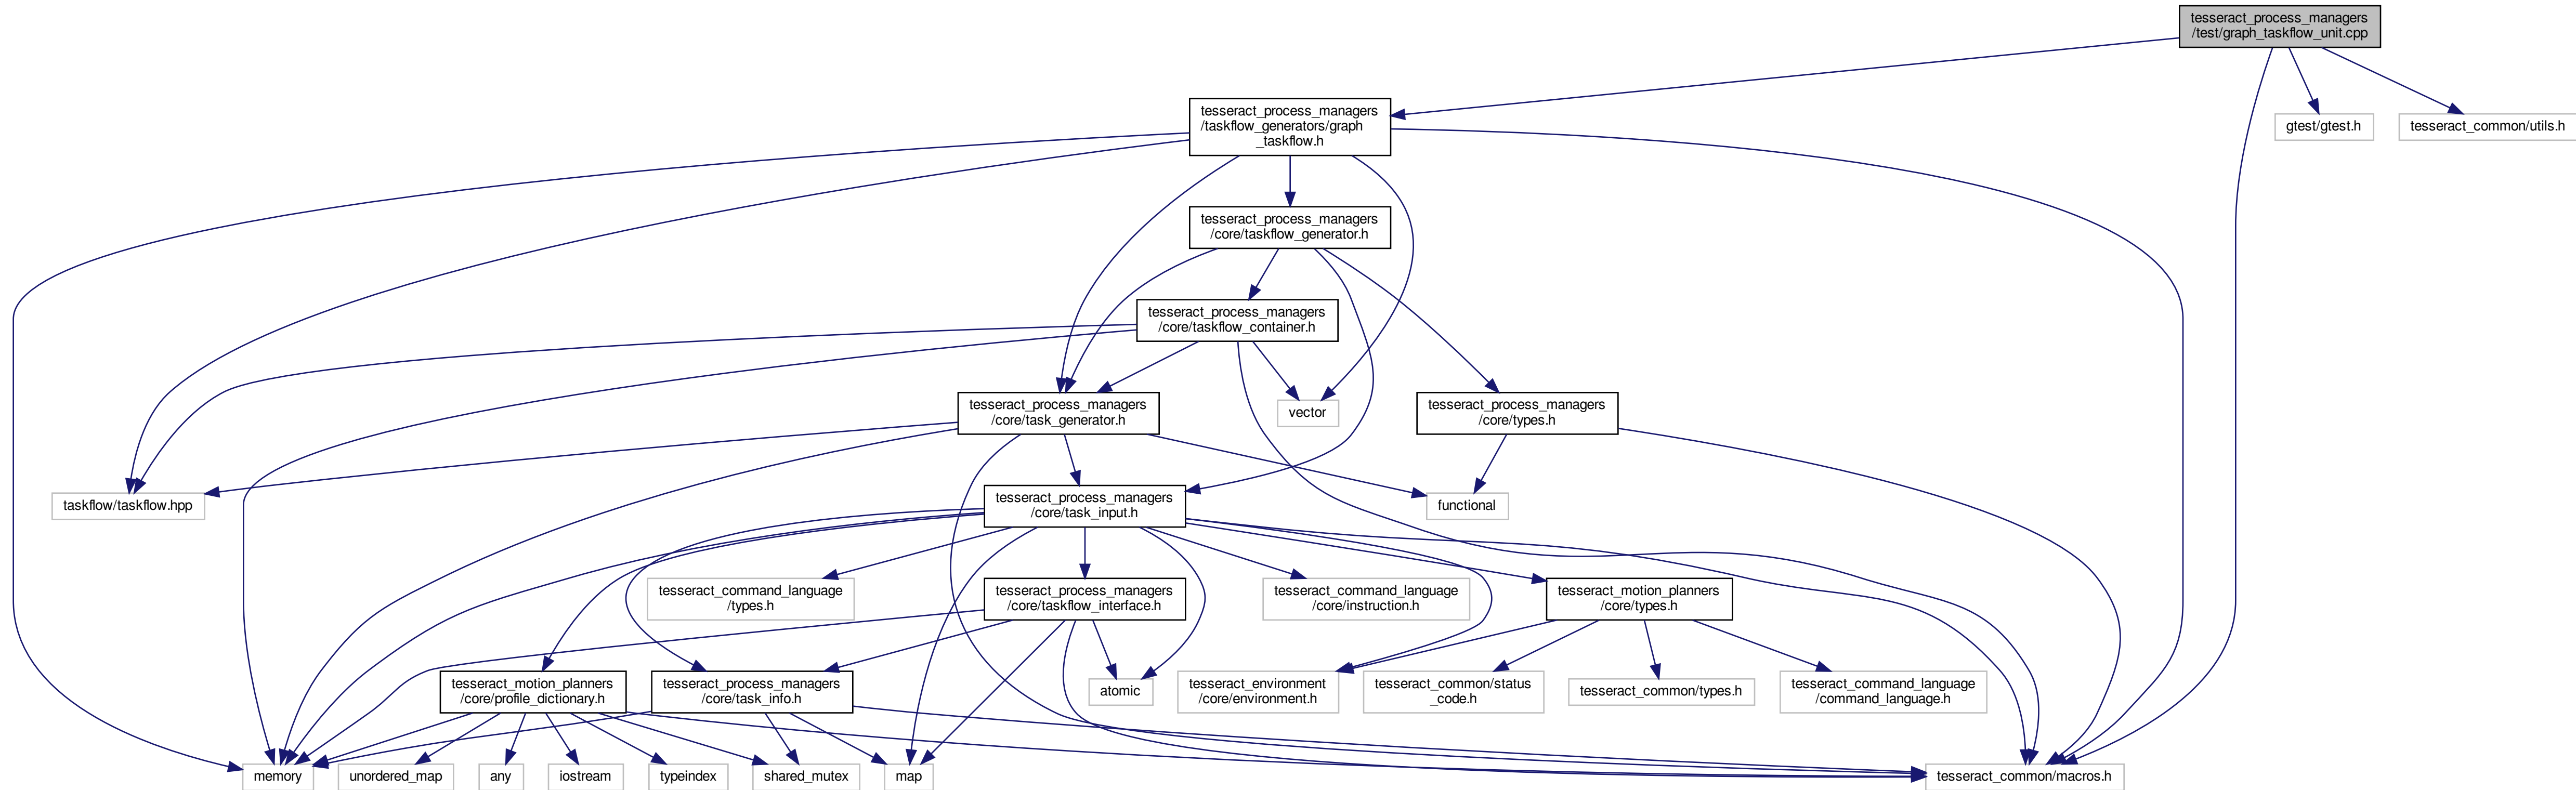 tesseract_process_managers
/test/graph_taskflow_unit.cpp
tesseract_process_managers
/taskflow_generators/graph
_taskflow.h
gtest/gtest.h
tesseract_common/utils.h
tesseract_process_managers
/core/taskflow_generator.h
tesseract_process_managers
/core/taskflow_container.h
tesseract_process_managers
/core/task_generator.h
vector
tesseract_process_managers
/core/types.h
taskflow/taskflow.hpp
tesseract_process_managers
/core/task_input.h
functional
tesseract_command_language
/types.h
tesseract_process_managers
/core/taskflow_interface.h
tesseract_command_language
/core/instruction.h
tesseract_motion_planners
/core/types.h
tesseract_motion_planners
/core/profile_dictionary.h
tesseract_process_managers
/core/task_info.h
atomic
tesseract_environment
/core/environment.h
tesseract_common/status
_code.h
tesseract_common/types.h
tesseract_command_language
/command_language.h
memory
unordered_map
any
iostream
typeindex
shared_mutex
map
tesseract_common/macros.h